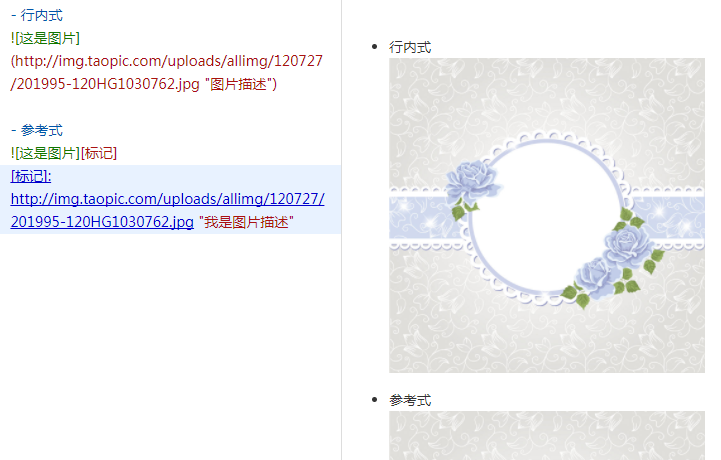 - 行内式
![这是图片]
(http://img.taopic.com/uploads/allimg/120727
/201995-120HG1030762.jpg "图片描述")
- 参考式
![这是图片][标记]
[标记]:
http://img.taopic.com/uploads/allimg/120727/
201995-120HG1030762.jpg "我是图片描述"
行内式
参考式